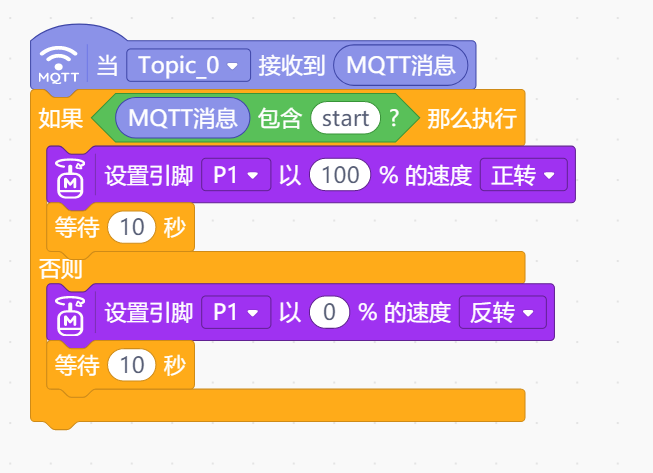 MQTT 当 Topic_0 接收到 MQTT消息
如果 MQTT消息 包含 start ? 那么执行
M 设置引脚 P1 以 100 % 的速度 正转
等待 10 秒
否则
M 设置引脚 P1 以 0 % 的速度 反转
等待 10 秒